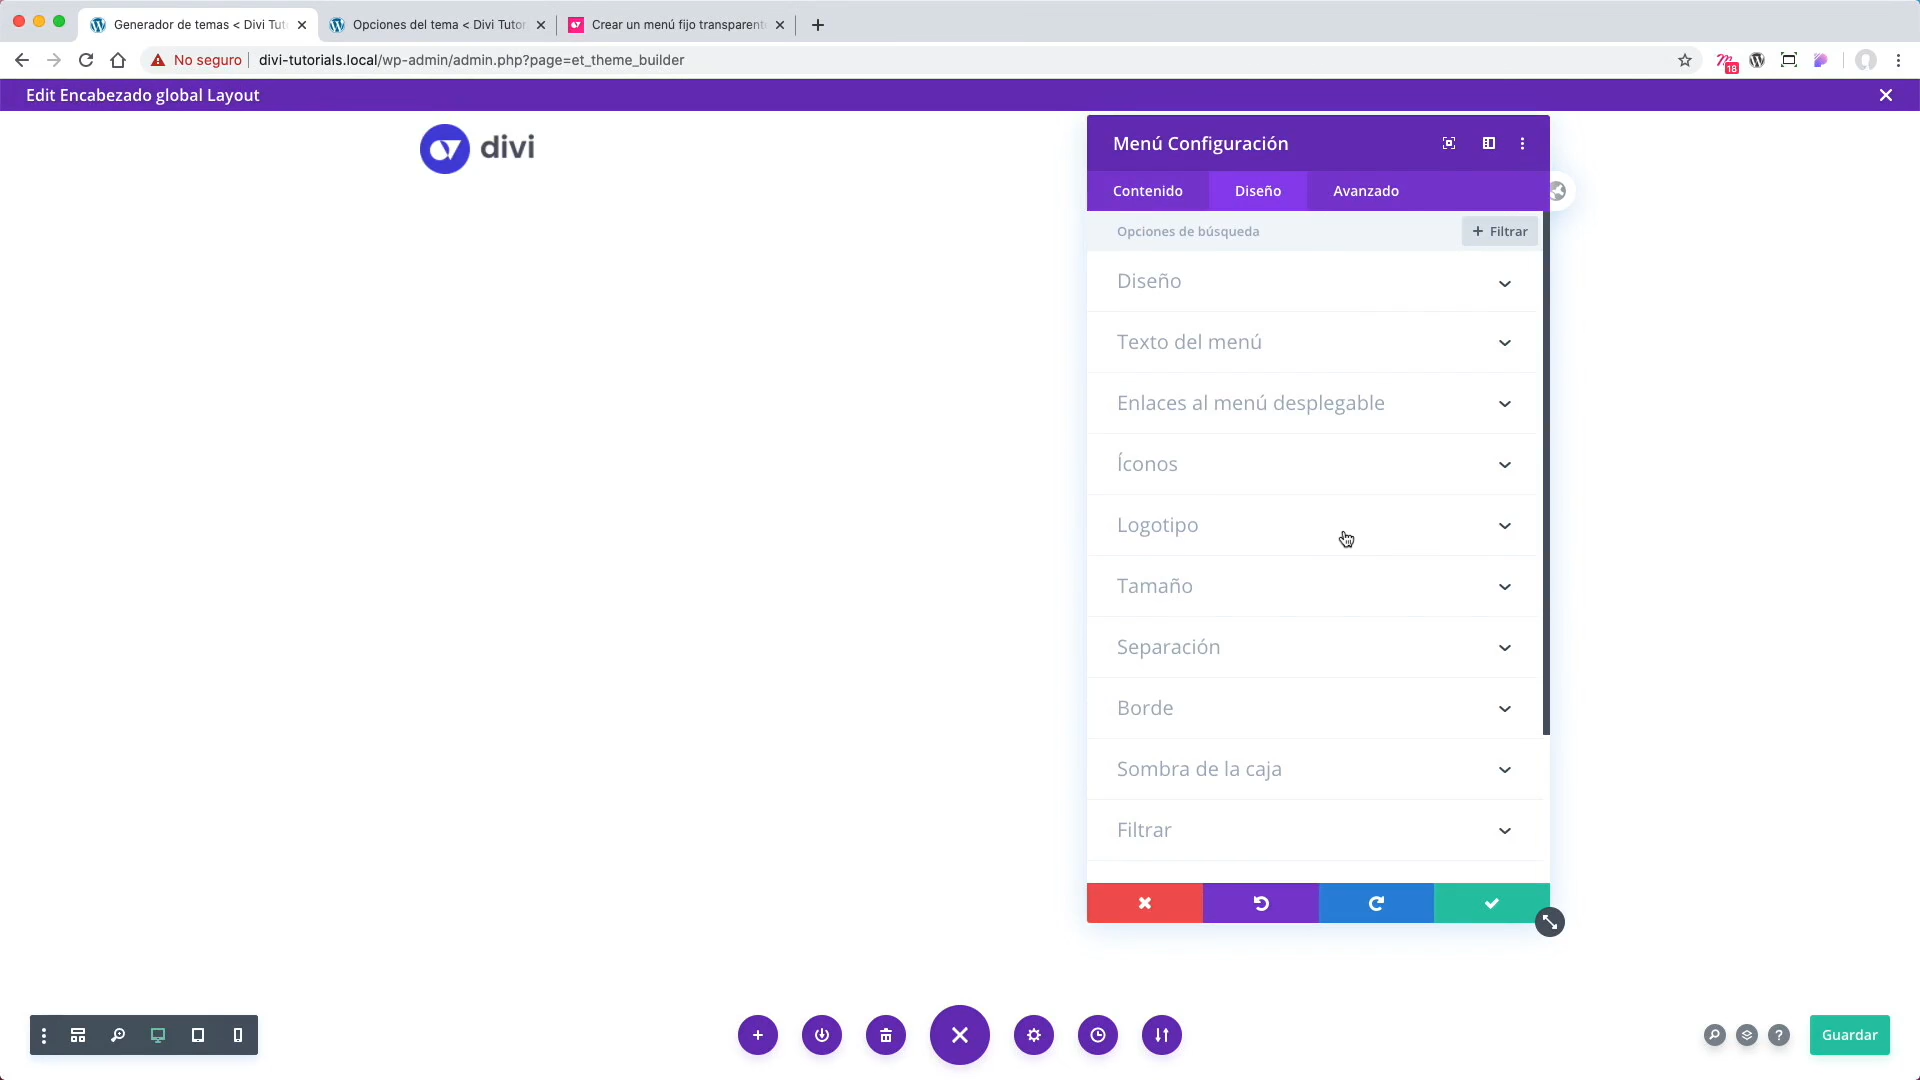 Generador de temas < Divi Tut
Opciones del tema < Divi Tutor
Crear un menú fijo transparent
No seguro
divi-tutorials.local/wp-admin/admin.php?page=et_theme_builder
18
Edit Encabezado global Layout
divi
Menú Configuración
Contenido
Diseño
Avanzado
Opciones de búsqueda
+ Filtrar
Diseño
Texto del menú
Enlaces al menú desplegable
Íconos
Logotipo
Tamaño
Separación
Borde
Sombra de la caja
Filtrar
Guardar